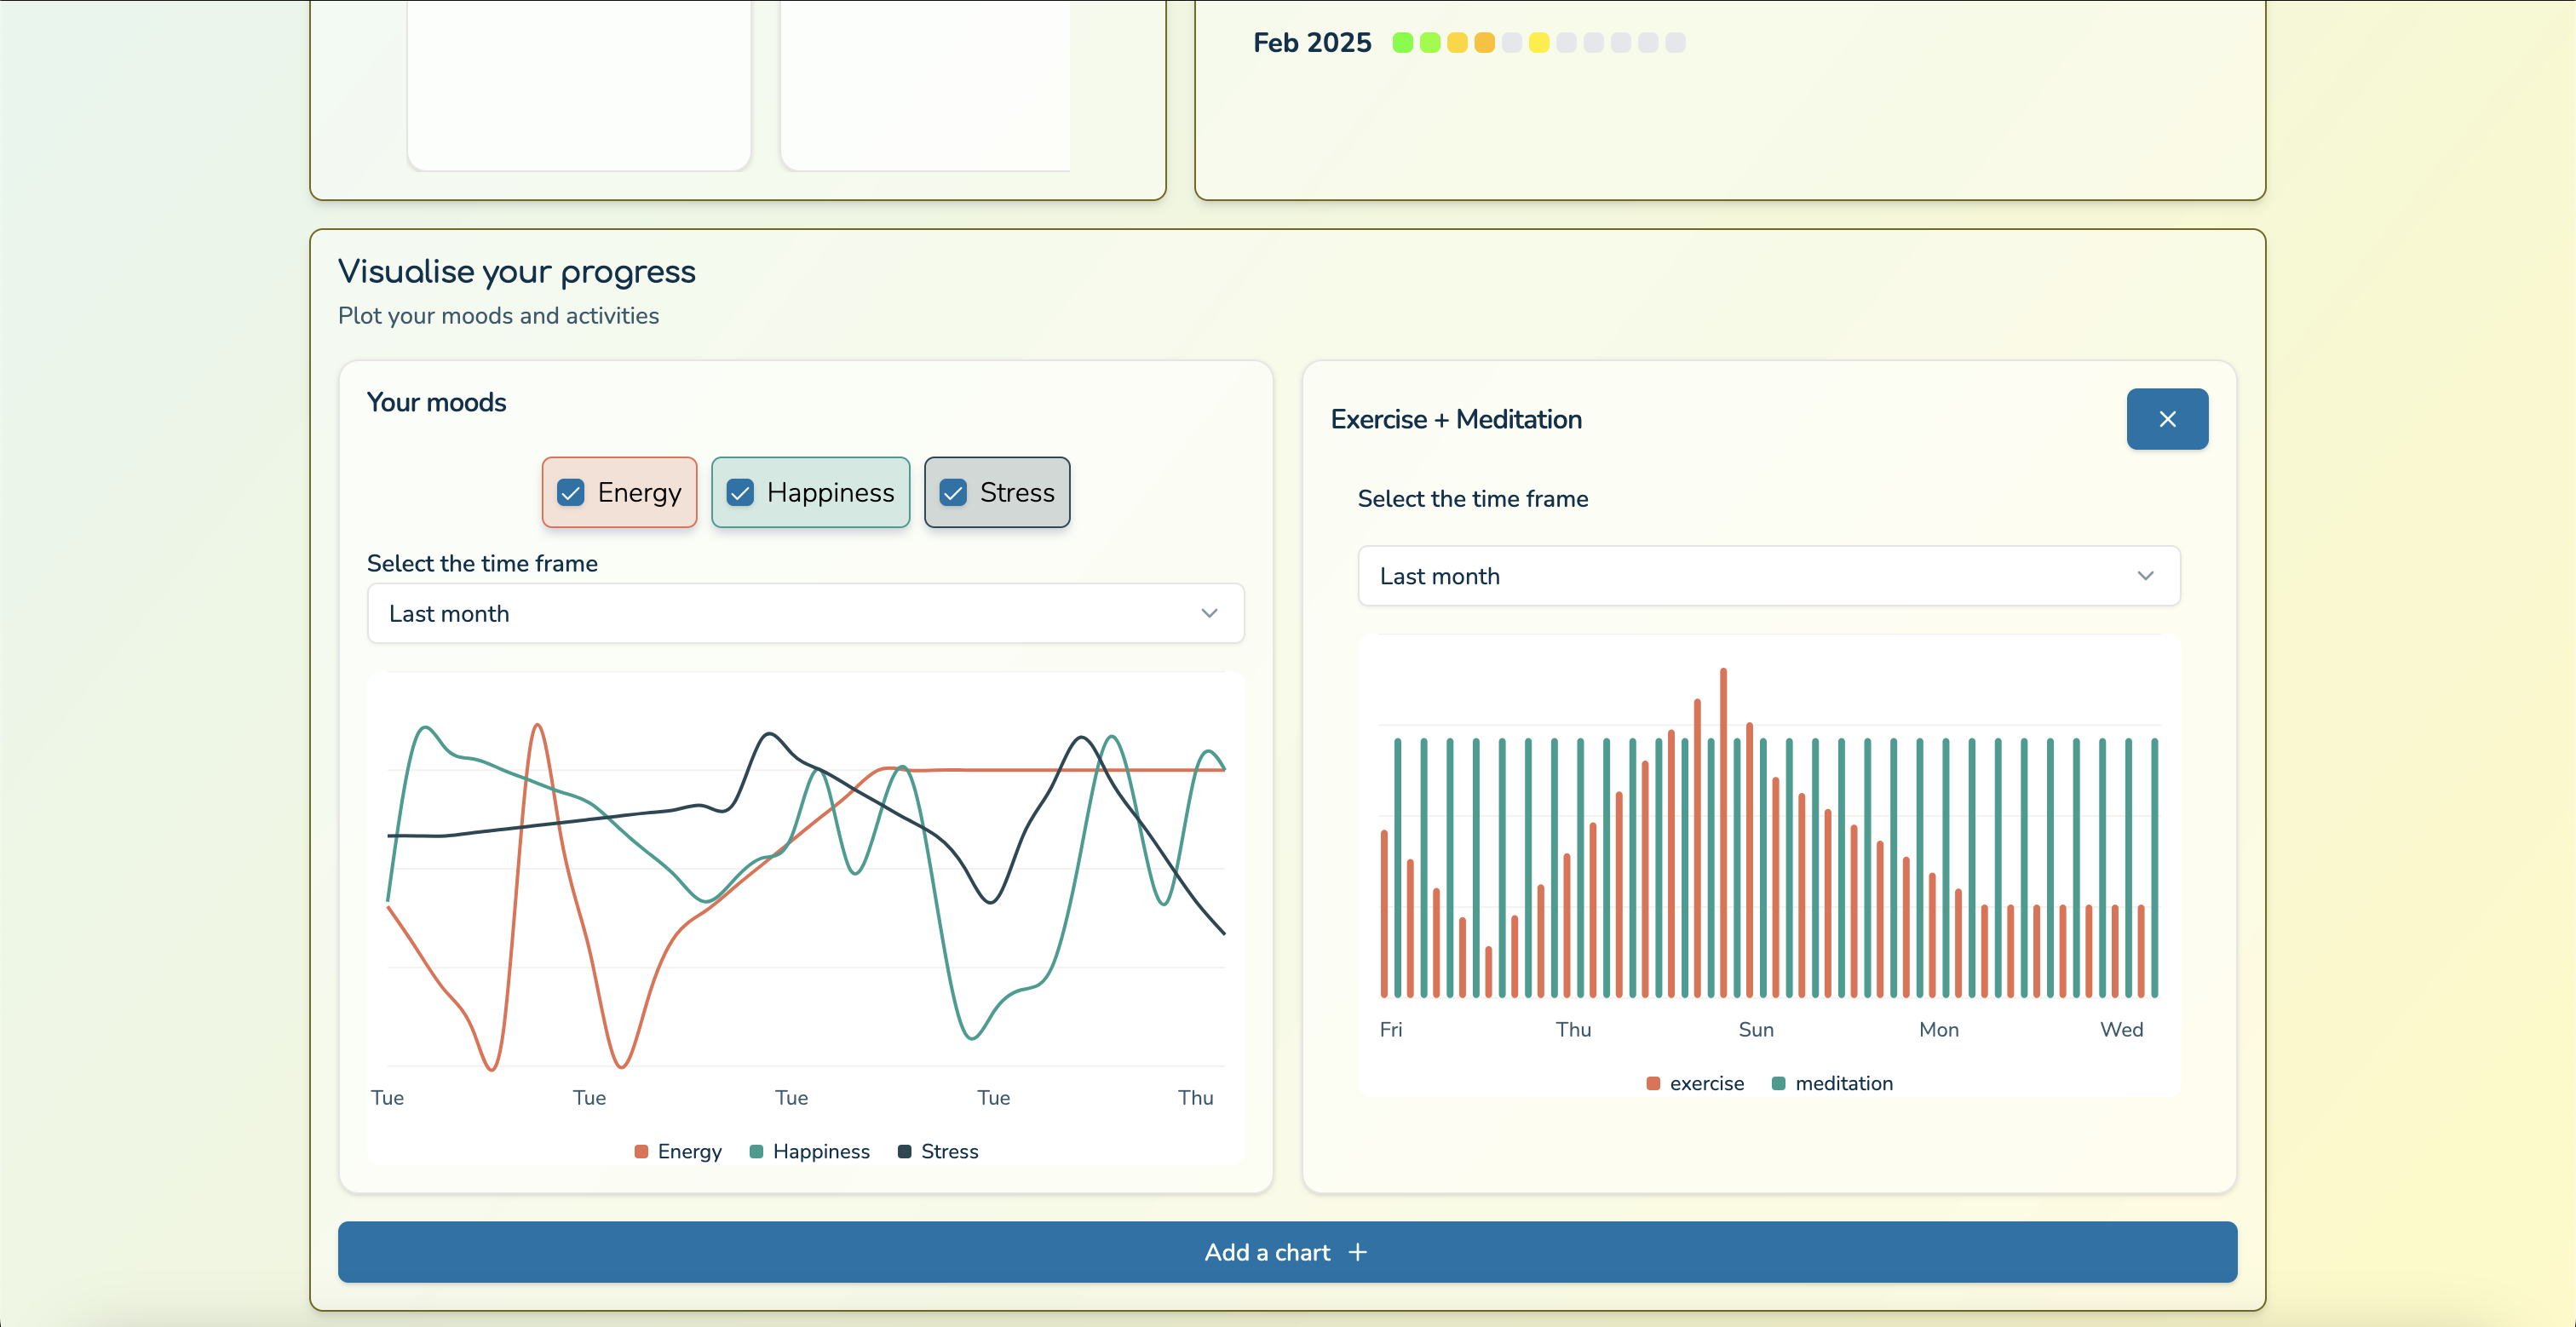 Feb 2025
Visualise your progress
Plot your moods and activities
Your moods
Energy
Happiness
Stress
Select the time frame
Last month
Tue Tue Tue Tue Thu
Energy Happiness Stress
Exercise + Meditation
Select the time frame
Last month
Fri Thu Sun Mon Wed
exercise meditation
Add a chart +